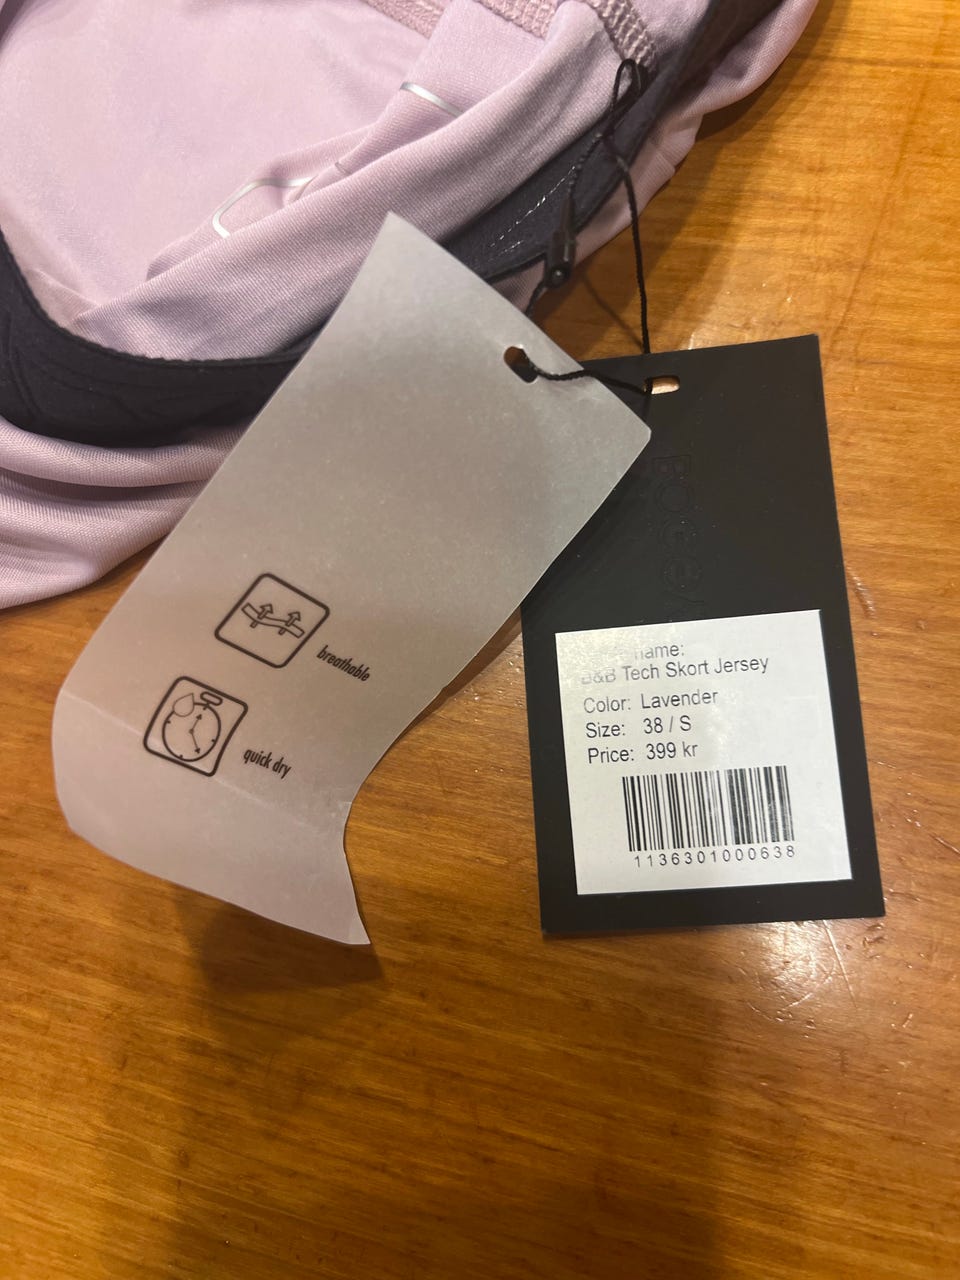 breathable
quick dry
name:
B&B Tech Skort Jersey
Color: Lavender
Size: 38 / S
Price: 399 kr
1136301000638